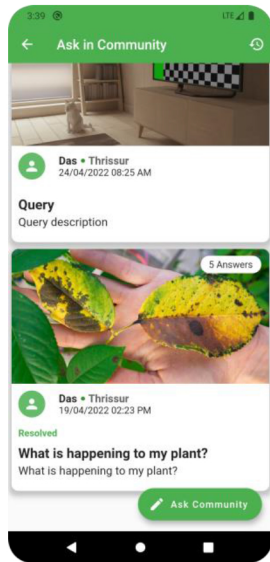 3:39 LTE
Ask in Community
Das • Thrissur
24/04/2022 08:25 AM
Query
Query description
5 Answers
Das • Thrissur
19/04/2022 02:23 PM
Resolved
What is happening to my plant?
What is happening to my plant?
Ask Community